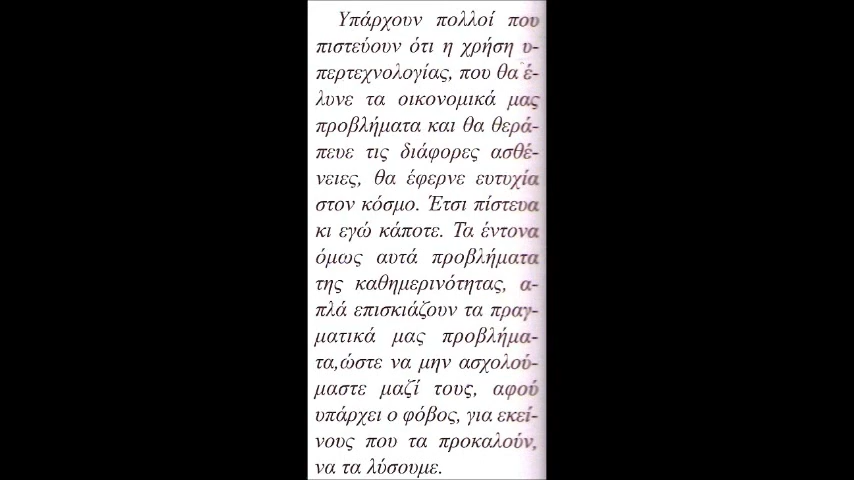 Υπάρχουν πολλοί που
πιστεύουν ότι η χρήση υ-
περτεχνολογίας, που θα έ-
λυνε τα οικονομικά μας
προβλήματα και θα θερά-
πευε τις διάφορες ασθέ-
νειες, θα έφερνε ευτυχία
στον κόσμο. Έτσι πίστευα
κι εγώ κάποτε. Τα έντονα
όμως αυτά προβλήματα
της καθημερινότητας, α-
πλά επισκιάζουν τα πραγ-
ματικά μας προβλήμα-
τα,ώστε να μην ασχολού-
μαστε μαζί τους, αφού
υπάρχει ο φόβος, για εκεί-
νους που τα προκαλούν,
να τα λύσουμε.